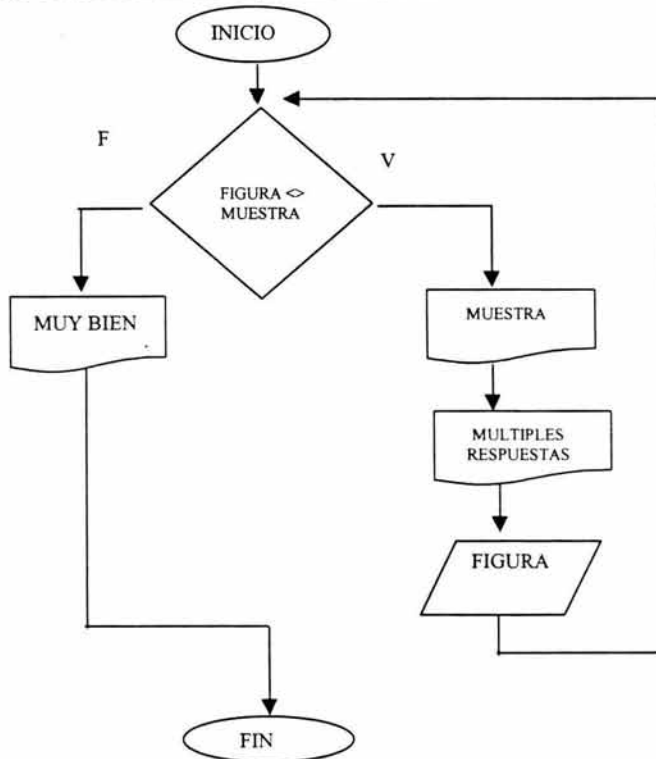 INICIO
F
V
FIGURA <>
MUESTRA
MUY BIEN
MUESTRA
MULTIPLES
RESPUESTAS
FIGURA
FIN